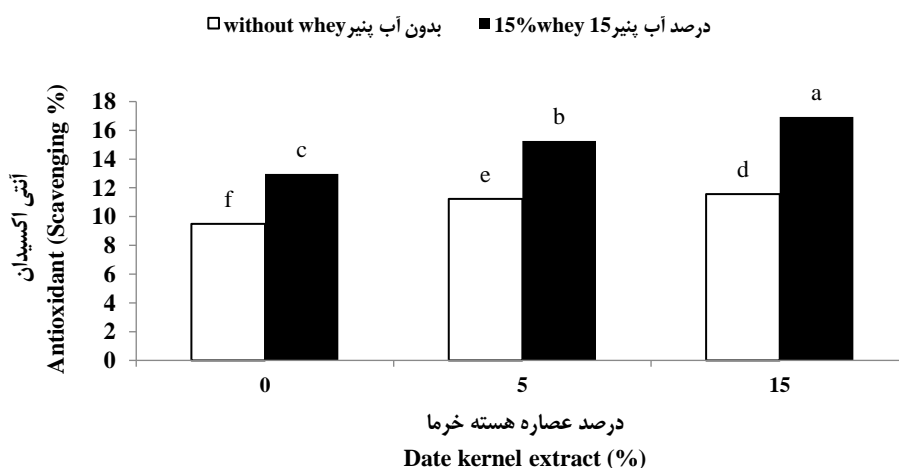 بدون آب پنیر without whey
15%whey 15 درصد آب پنیر
آنتی اکسیدان
Antioxidant (Scavenging %)
18
16
14
12
10
8
6
4
2
0
f
c
e
b
d
a
0 5 15
درصد عصاره هسته خرما
Date kernel extract (%)